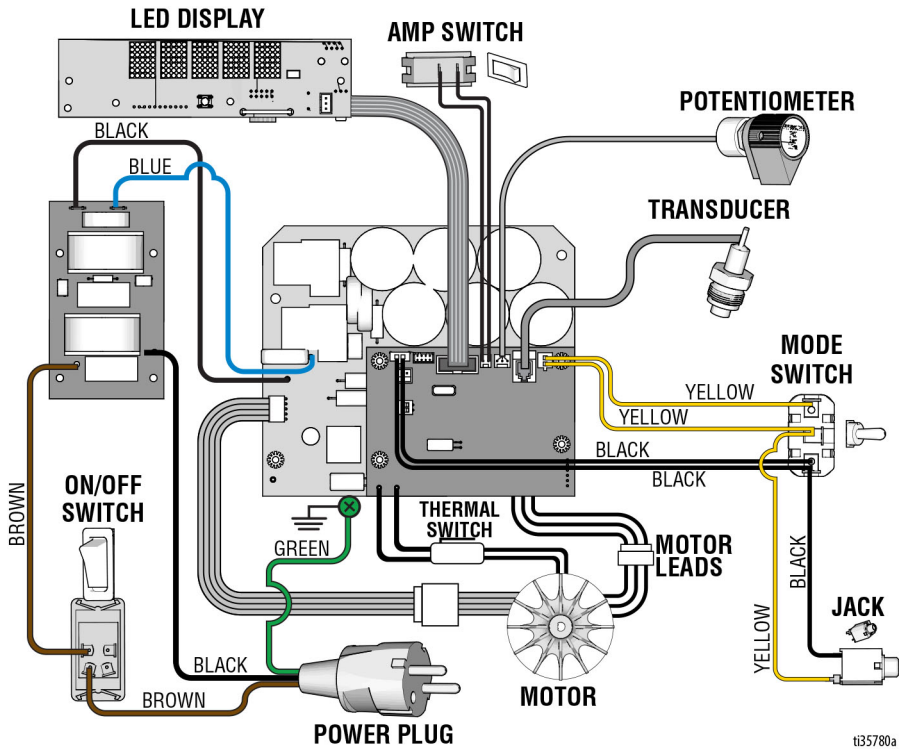 LED DISPLAY
AMP SWITCH
POTENTIOMETER
BLACK
BLUE
TRANSDUCER
MODE
SWITCH
YELLOW
YELLOW
BLACK
BLACK
ON/OFF
SWITCH
BROWN
THERMAL
SWITCH
GREEN
MOTOR
LEADS
BLACK
YELLOW
JACK
BLACK
BROWN
MOTOR
POWER PLUG
ti35780a